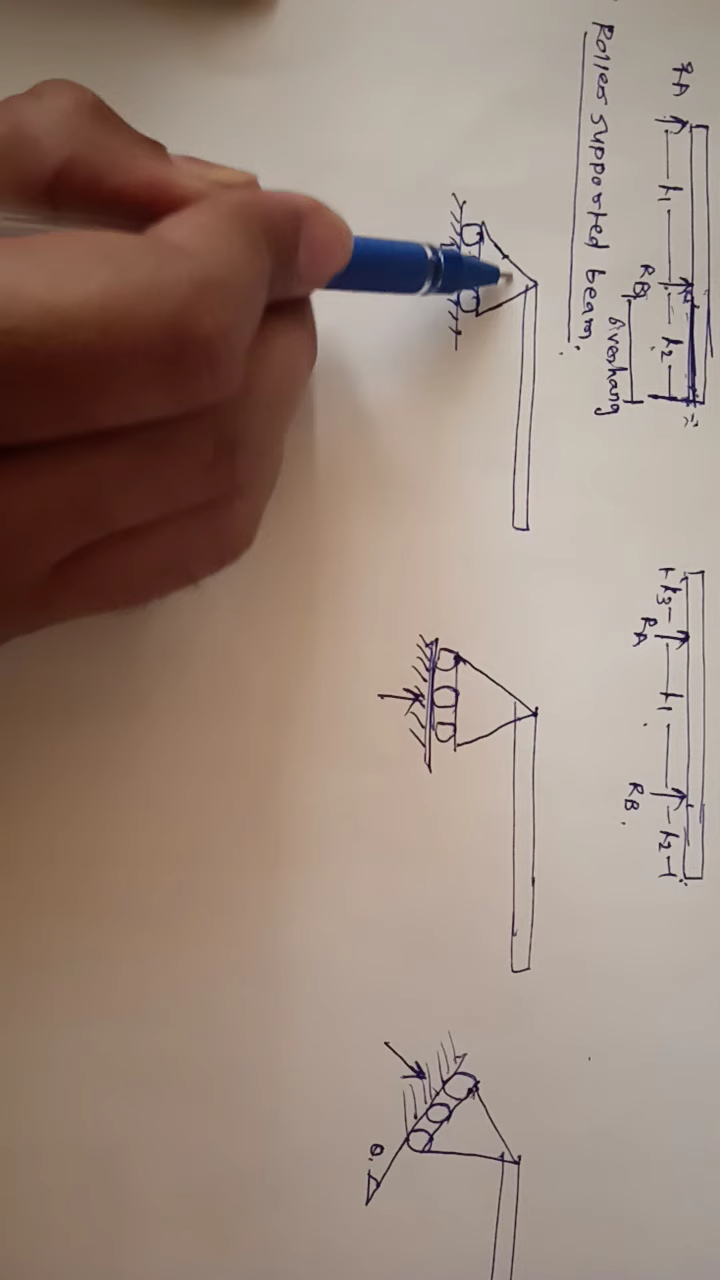 RA l1 RB l2
overhang
l3 RA l1 RB. l2
Roller supported beam.
θ.